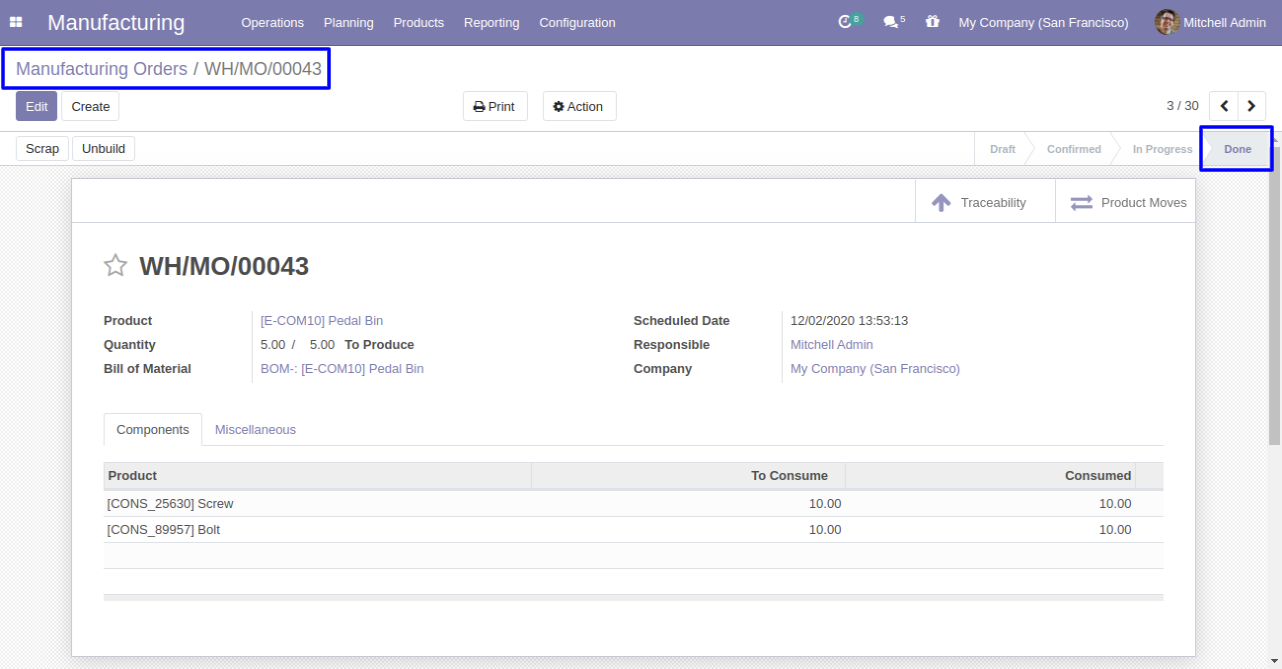 Manufacturing Operations Planning Products Reporting Configuration 8 5 My Company (San Francisco) Mitchell Admin
Manufacturing Orders / WH/MO/00043
Edit Create Print Action 3 / 30
Scrap Unbuild Draft Confirmed In Progress Done
Traceability Product Moves
WH/MO/00043
Product [E-COM10] Pedal Bin Scheduled Date 12/02/2020 13:53:13
Quantity 5.00 / 5.00 To Produce Responsible Mitchell Admin
Bill of Material BOM-: [E-COM10] Pedal Bin Company My Company (San Francisco)
Components Miscellaneous
Product To Consume Consumed
[CONS_25630] Screw 10.00 10.00
[CONS_89957] Bolt 10.00 10.00